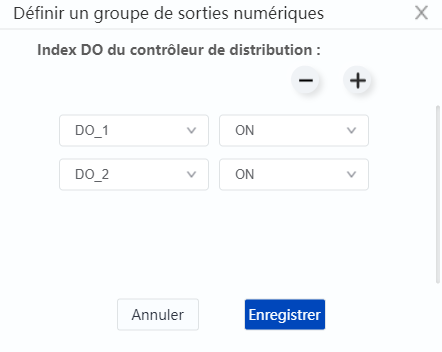 Définir un groupe de sorties numériques
Index DO du contrôleur de distribution :
DO_1 ON
DO_2 ON
Annuler Enregistrer